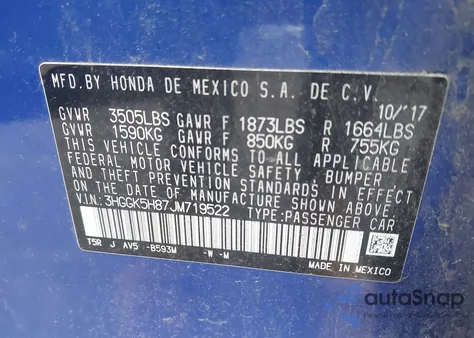 MFD.BY HONDA DE MEXICO S.A. DE C.V.
10/'17
GVWR 3505LBS GAWR F 1873LBS R 1664LBS
GVWR 1590KG GAWR F 850KG R 755KG
THIS VEHICLE CONFORMS TO ALL APPLICABLE
FEDERAL MOTOR VEHICLE SAFETY, BUMPER, AND
THEFT PREVENTION STANDARDS IN EFFECT ON
THE DATE OF MANUFACTURE SHOWN ABOVE.
V.I.N.:3HGGK5H87JM719522 TYPE:PASSENGER CAR
T5R J AV5 -B593M -W -M
MADE IN MEXICO
autoSnap